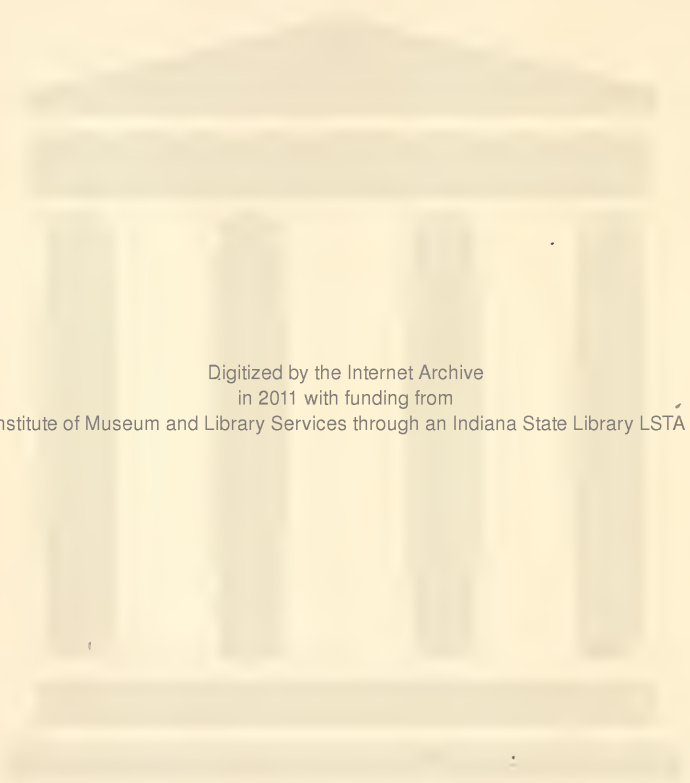 Digitized by the Internet Archive
in 2011 with funding from
nstitute of Museum and Library Services through an Indiana State Library LSTA